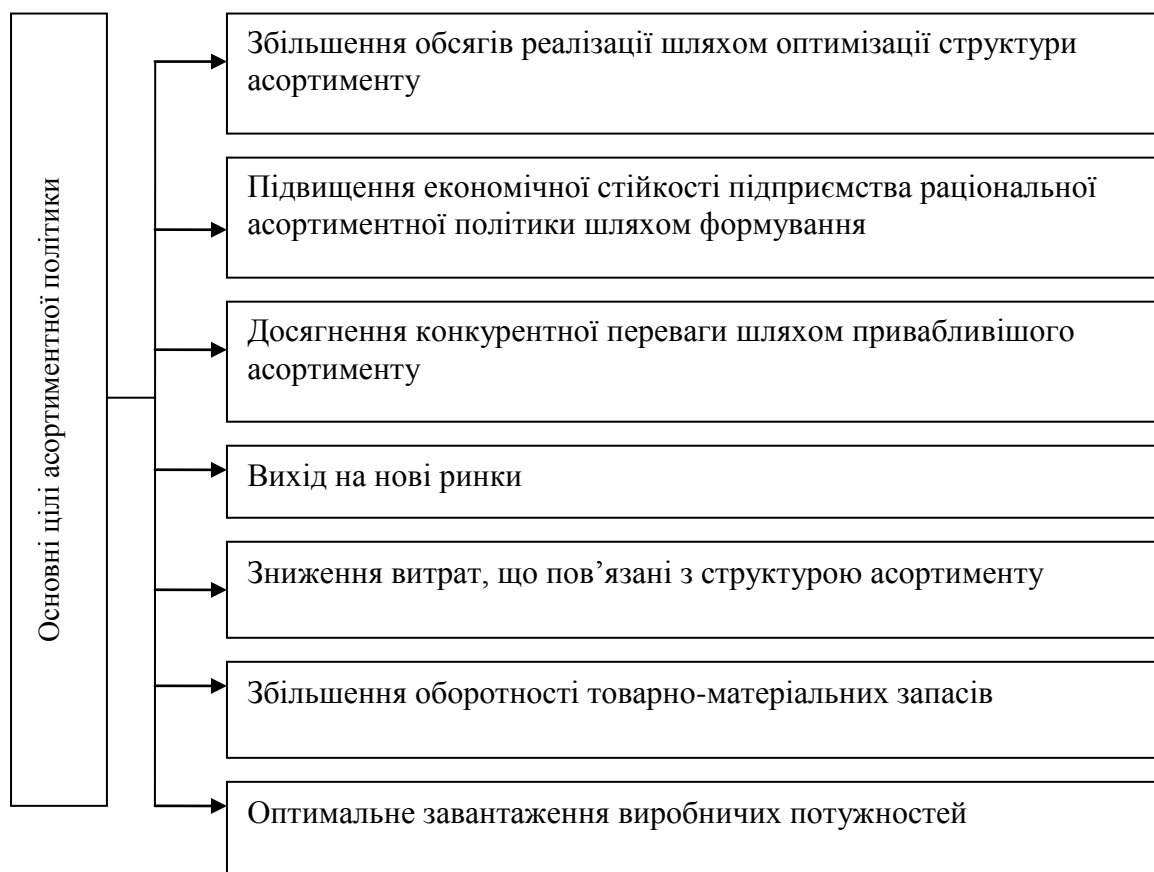 Основні цілі асортиментної політики
Збільшення обсягів реалізації шляхом оптимізації структури
асортименту
Підвищення економічної стійкості підприємства раціональної
асортиментної політики шляхом формування
Досягнення конкурентної переваги шляхом привабливішого
асортименту
Вихід на нові ринки
Зниження витрат, що пов’язані з структурою асортименту
Збільшення оборотності товарно-матеріальних запасів
Оптимальне завантаження виробничих потужностей